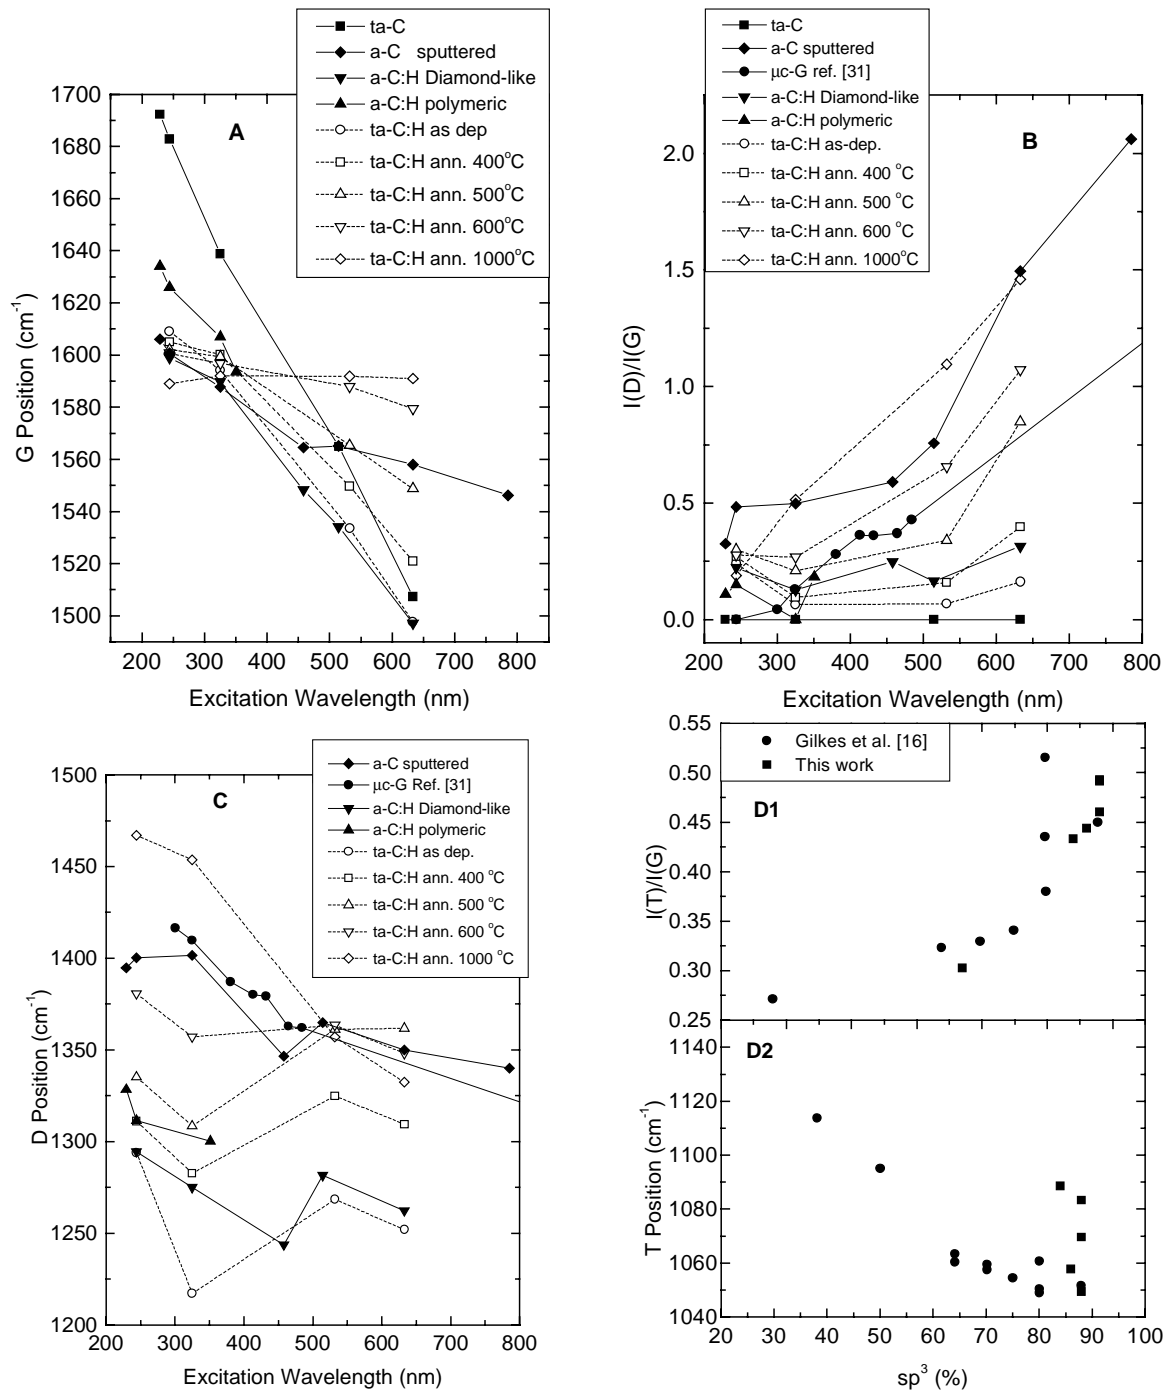 ta-C
a-C sputtered
a-C:H Diamond-like
a-C:H polymeric
ta-C:H as dep
ta-C:H ann. 400°C
ta-C:H ann. 500°C
ta-C:H ann. 600°C
ta-C:H ann. 1000°C
A
1700
1680
1660
1640
1620
1600
1580
1560
1540
1520
1500
G Position (cm⁻¹)
200 300 400 500 600 700 800
Excitation Wavelength (nm)
ta-C
a-C sputtered
µc-G ref. [31]
a-C:H Diamond-like
a-C:H polymeric
ta-C:H as-dep.
ta-C:H ann. 400 °C
ta-C:H ann. 500 °C
ta-C:H ann. 600 °C
ta-C:H ann. 1000°C
B
2.0
1.5
1.0
0.5
0.0
I(D)/I(G)
200 300 400 500 600 700 800
Excitation Wavelength (nm)
a-C sputtered
µc-G Ref. [31]
a-C:H Diamond-like
a-C:H polymeric
ta-C:H as dep.
ta-C:H ann. 400 °C
ta-C:H ann. 500 °C
ta-C:H ann. 600 °C
ta-C:H ann. 1000 °C
C
1500
1450
1400
1350
1300
1250
1200
D Position (cm⁻¹)
200 300 400 500 600 700 800
Excitation Wavelength (nm)
Gilkes et al. [16]
This work
D1
0.55
0.50
0.45
0.40
0.35
0.30
0.25
I(T)/I(G)
D2
1140
1120
1100
1080
1060
1040
T Position (cm⁻¹)
20 30 40 50 60 70 80 90 100
sp³ (%)